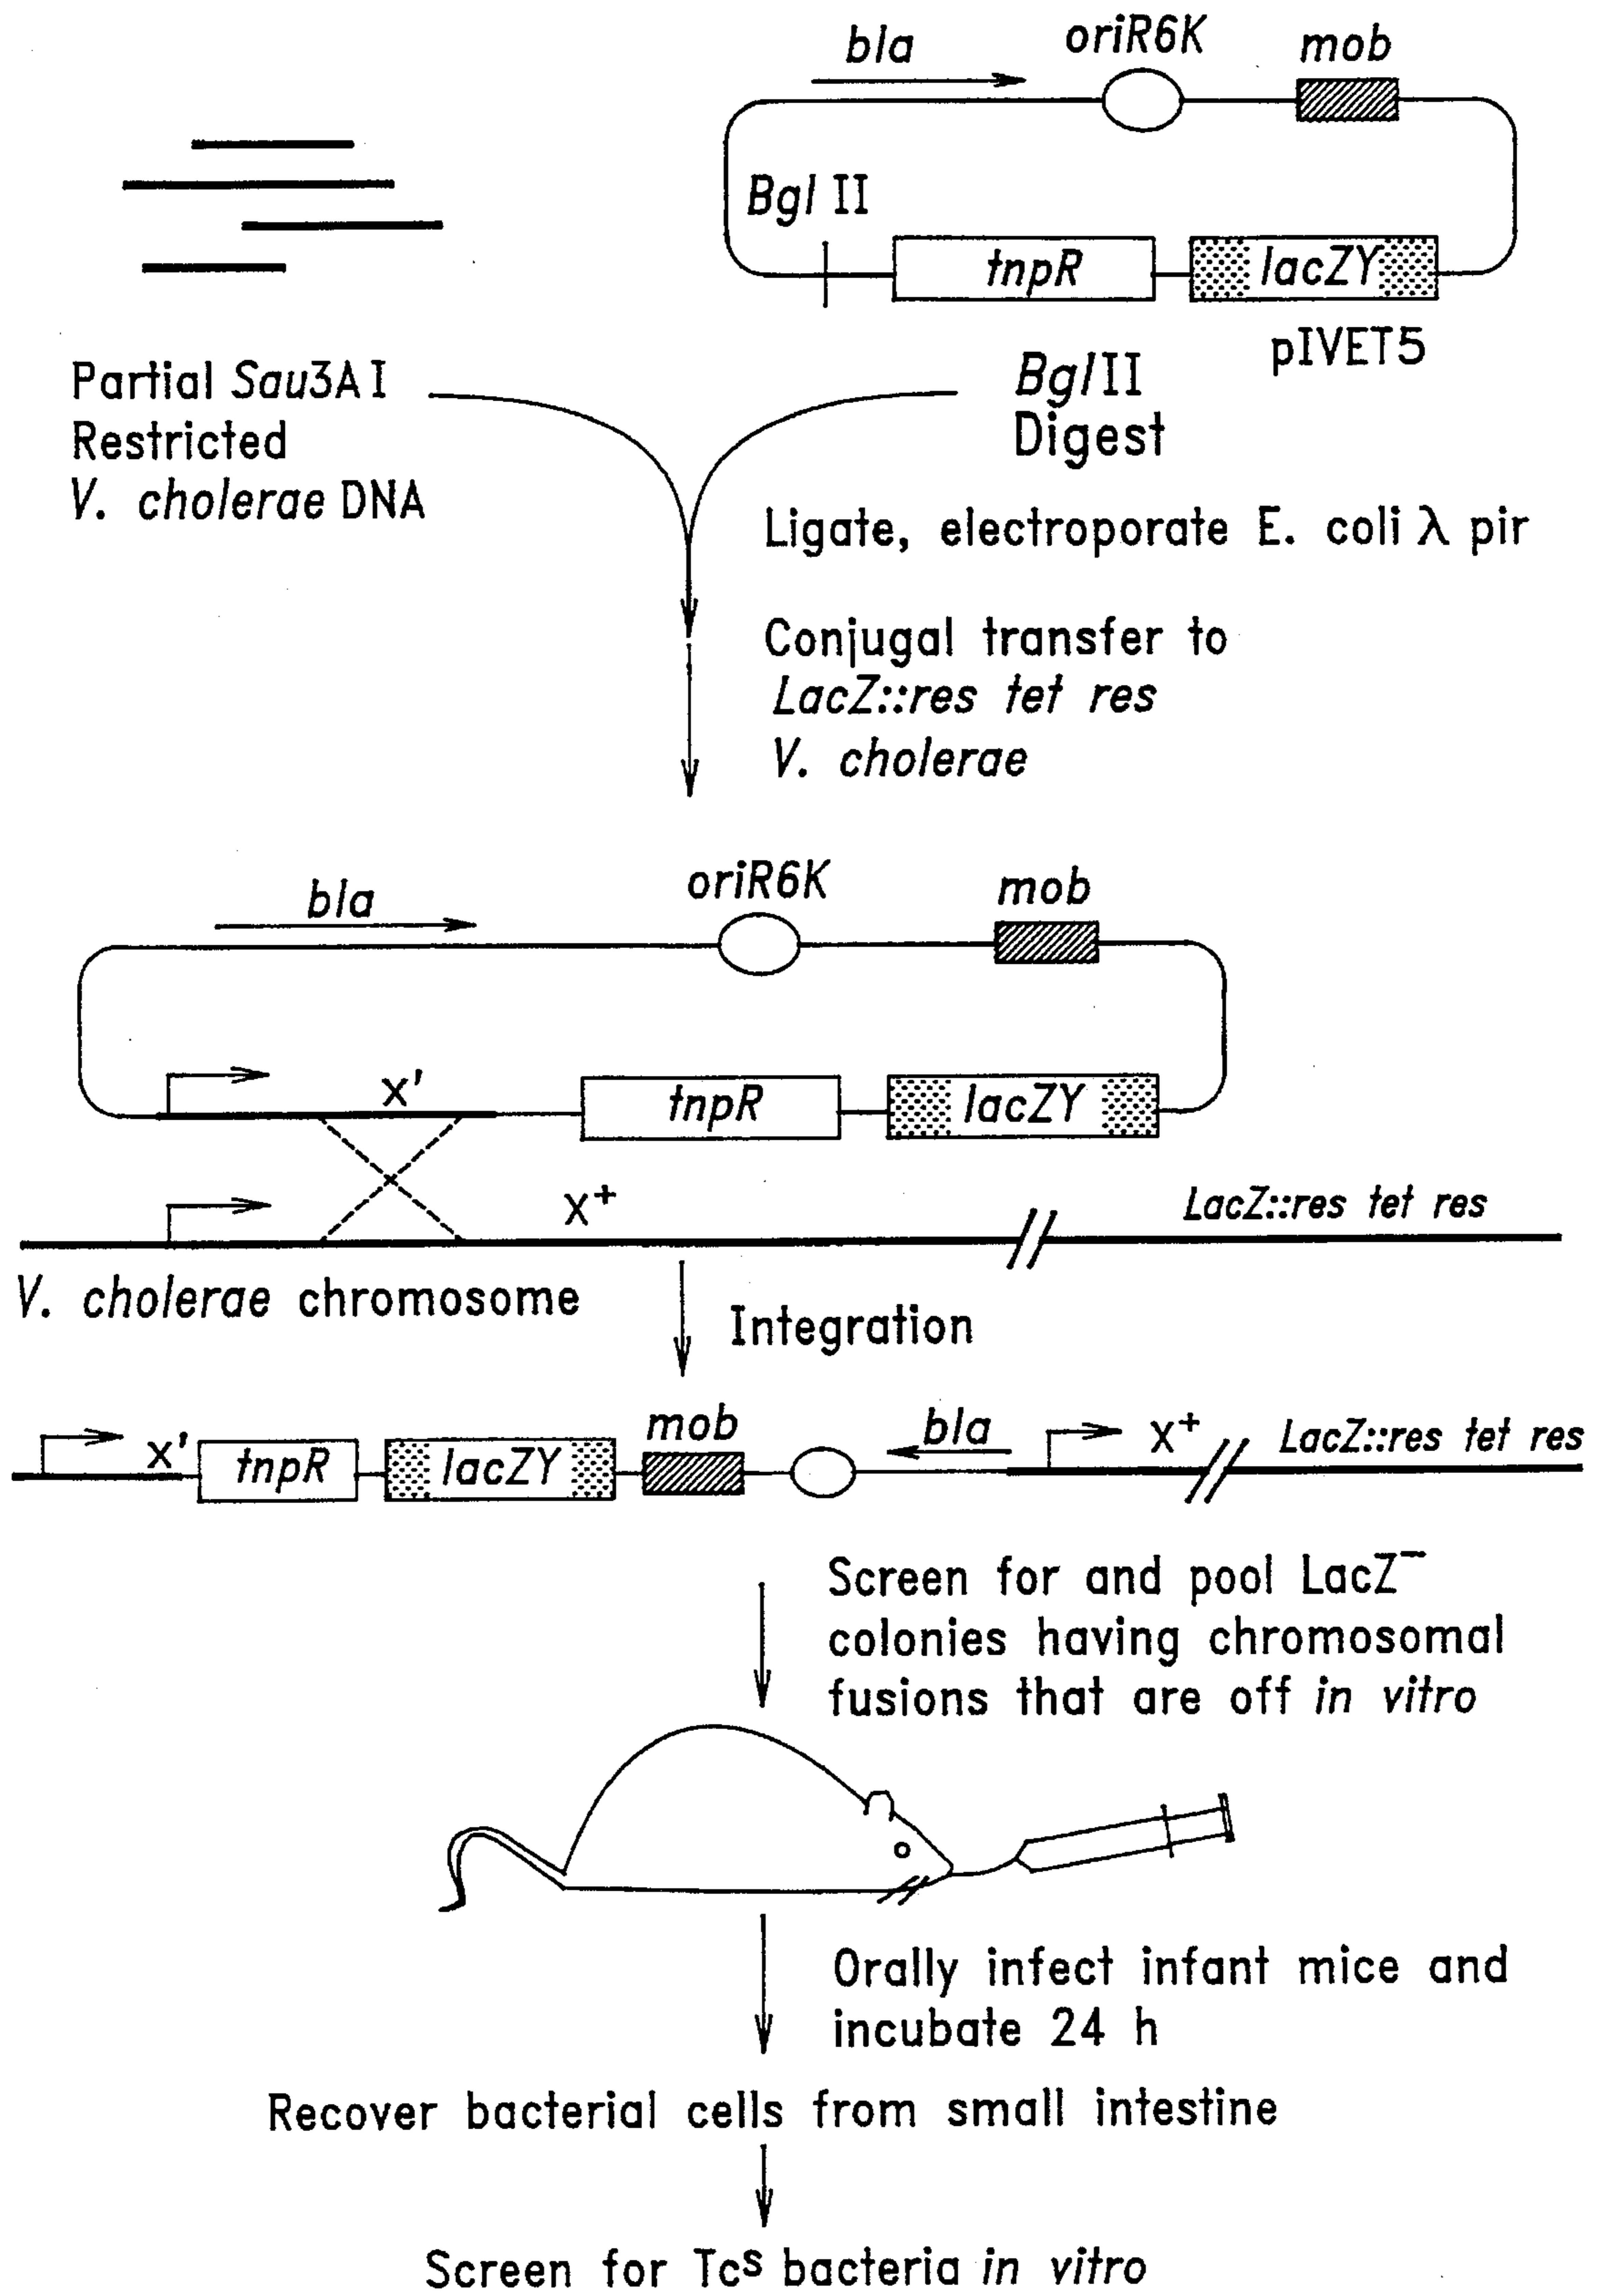 bla
oriR6K
mob
Bgl II
tnpR
lacZY
pIVET5
Partial Sau3A I
Restricted
V. cholerae DNA
BglII
Digest
Ligate, electroporate E. coli λ pir
Conjugal transfer to
LacZ::res tet res
V. cholerae
bla
oriR6K
mob
X'
tnpR
lacZY
X⁺
LacZ::res tet res
V. cholerae chromosome
Integration
X'
tnpR
lacZY
mob
bla
X⁺
LacZ::res tet res
Screen for and pool LacZ⁻
colonies having chromosomal
fusions that are off in vitro
Orally infect infant mice and
incubate 24 h
Recover bacterial cells from small intestine
Screen for Tcˢ bacteria in vitro